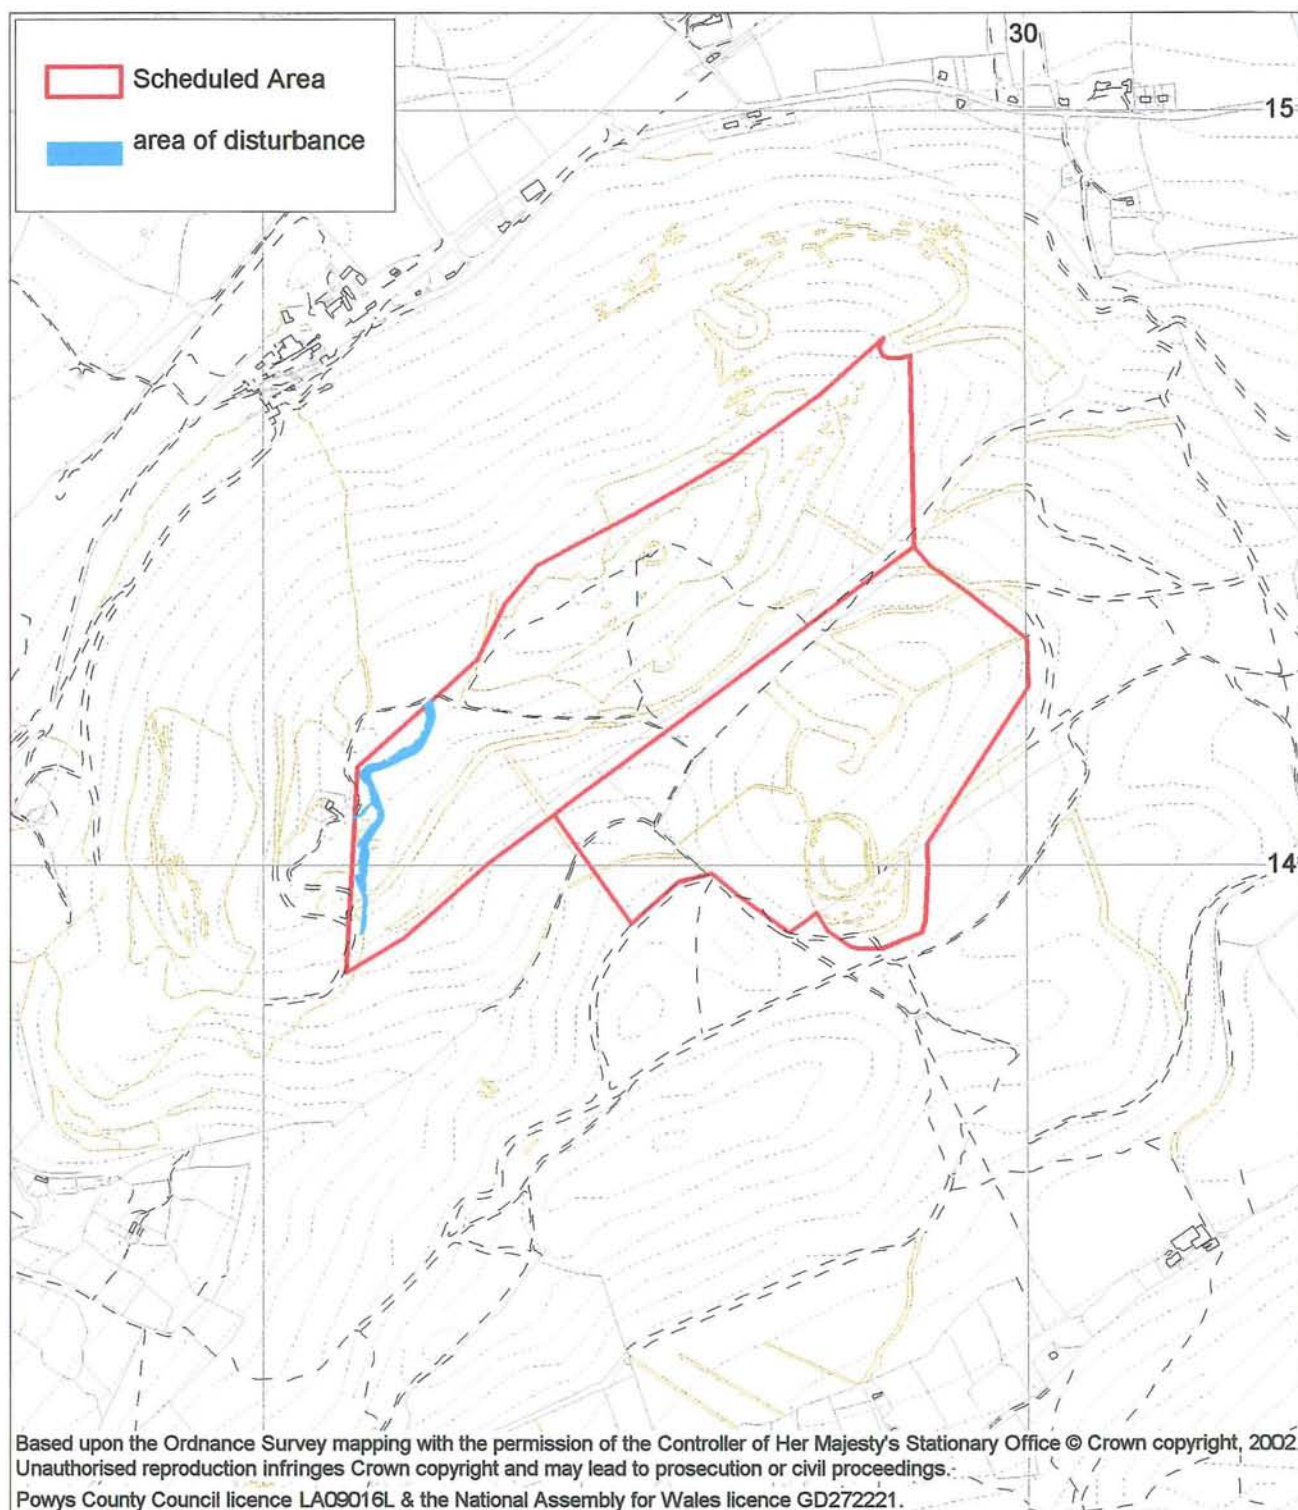 30
Scheduled Area
15
area of disturbance
14
Based upon the Ordnance Survey mapping with the permission of the Controller of Her Majesty's Stationary Office © Crown copyright, 2002.
Unauthorised reproduction infringes Crown copyright and may lead to prosecution or civil proceedings.
Powys County Council licence LA09016L & the National Assembly for Wales licence GD272221.